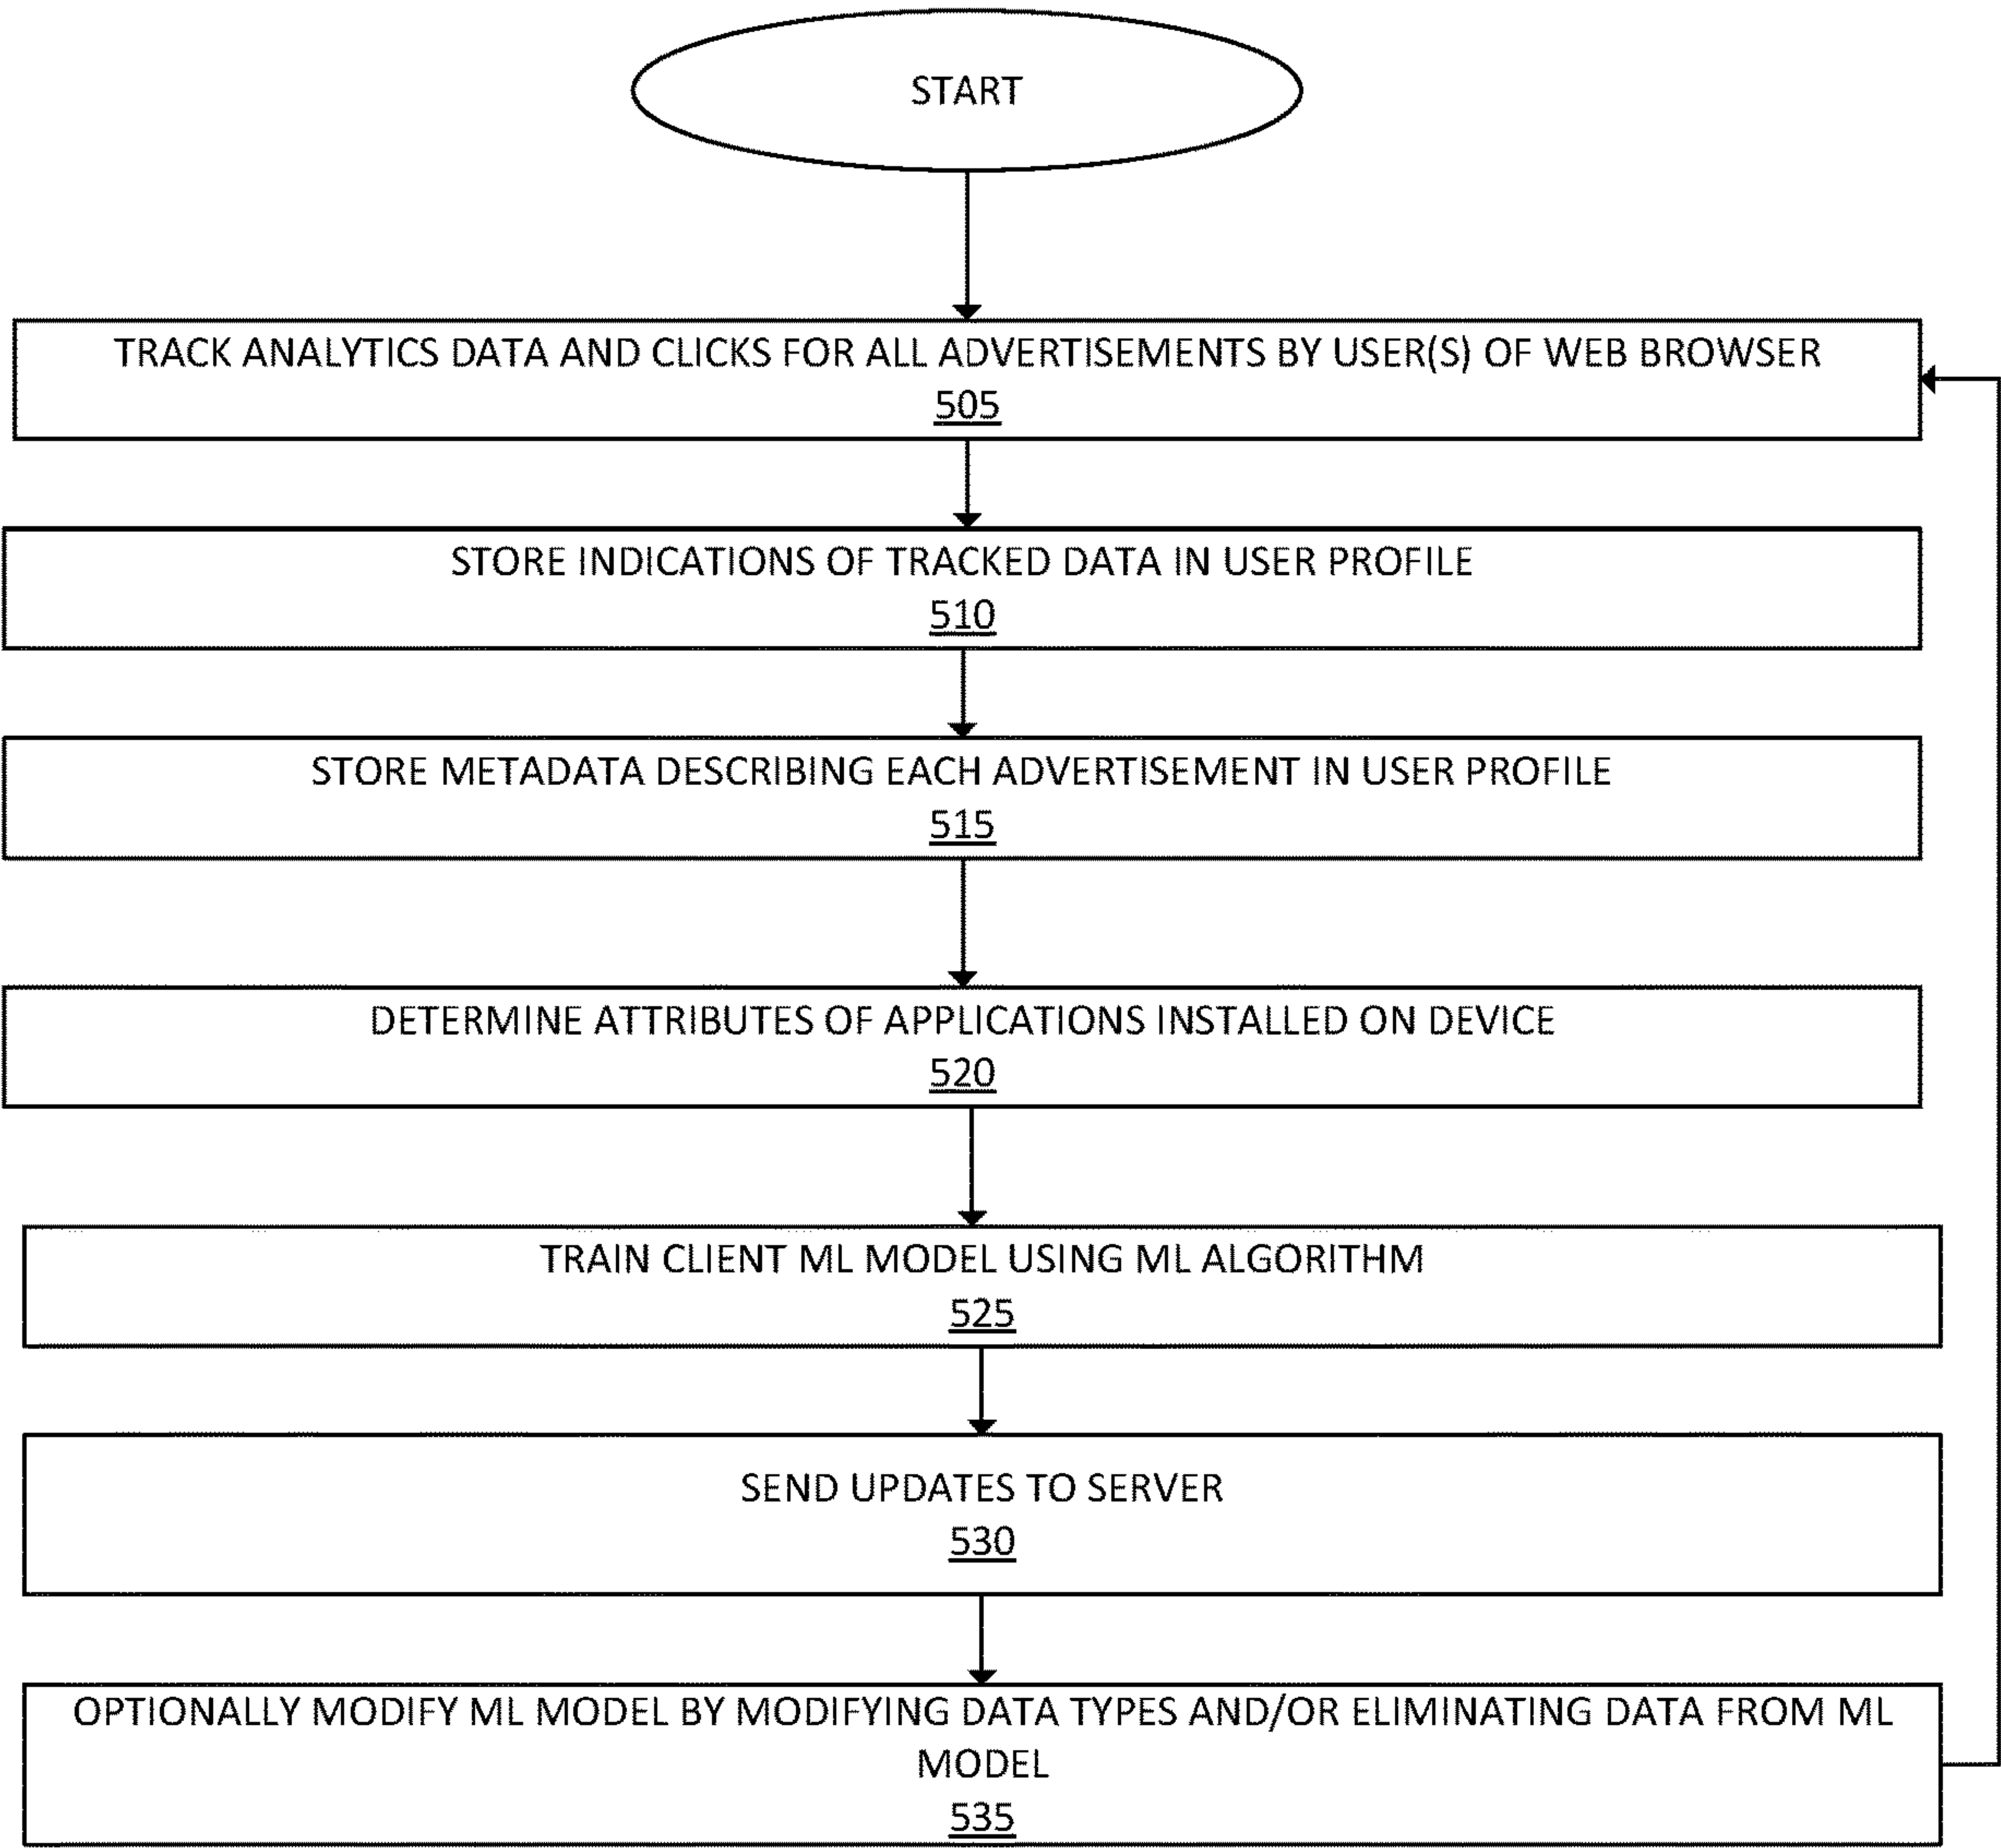 START
TRACK ANALYTICS DATA AND CLICKS FOR ALL ADVERTISEMENTS BY USER(S) OF WEB BROWSER
505
STORE INDICATIONS OF TRACKED DATA IN USER PROFILE
510
STORE METADATA DESCRIBING EACH ADVERTISEMENT IN USER PROFILE
515
DETERMINE ATTRIBUTES OF APPLICATIONS INSTALLED ON DEVICE
520
TRAIN CLIENT ML MODEL USING ML ALGORITHM
525
SEND UPDATES TO SERVER
530
OPTIONALLY MODIFY ML MODEL BY MODIFYING DATA TYPES AND/OR ELIMINATING DATA FROM ML
MODEL
535